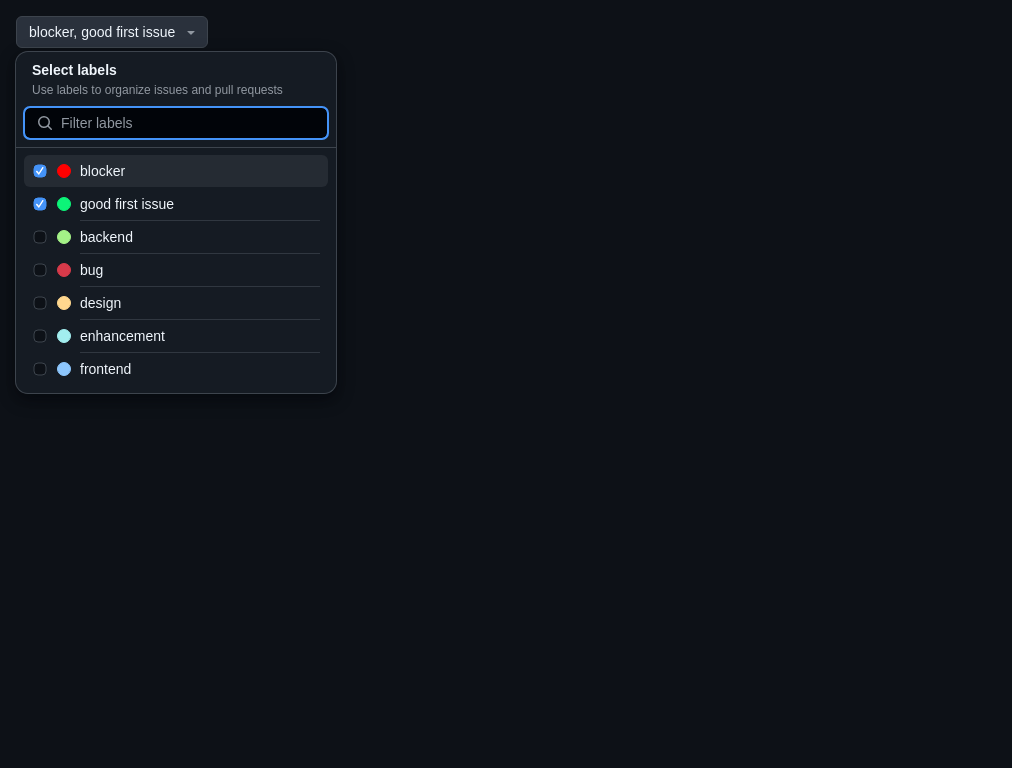 blocker, good first issue
Select labels
Use labels to organize issues and pull requests
Filter labels
blocker
good first issue
backend
bug
design
enhancement
frontend